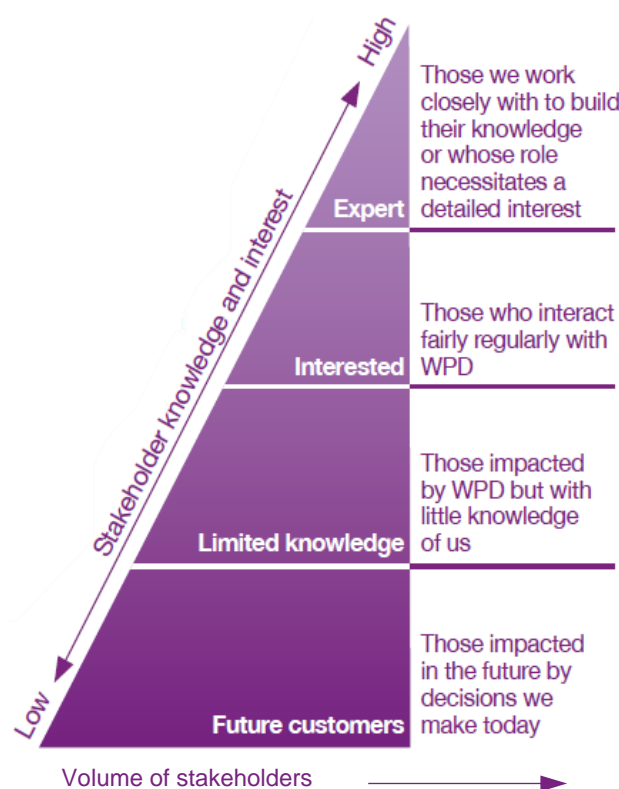 High
Those we work
closely with to build
their knowledge
or whose role
necessitates a
detailed interest
Expert
Stakeholder knowledge and interest
Those who interact
fairly regularly with
WPD
Interested
Those impacted
by WPD but with
little knowledge
of us
Limited knowledge
Those impacted
in the future by
decisions we
make today
Future customers
Low
Volume of stakeholders